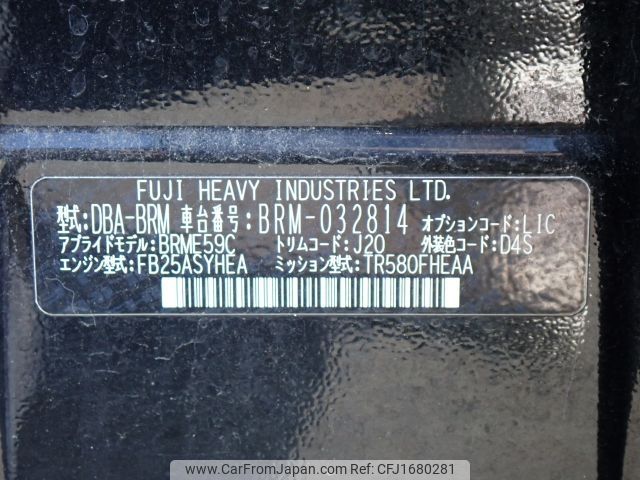 FUJI HEAVY INDUSTRIES LTD.
型式:DBA-BRM 車台番号:BRM-032814 オプションコード:LIC
アプライドモデル:BRME59C トリムコード:J20 外装色コード:D4S
エンジン型式:FB25ASYHEA ミッション型式:TR580FHEAA
www.carfromjapan.com Car ID: CFJ1680281